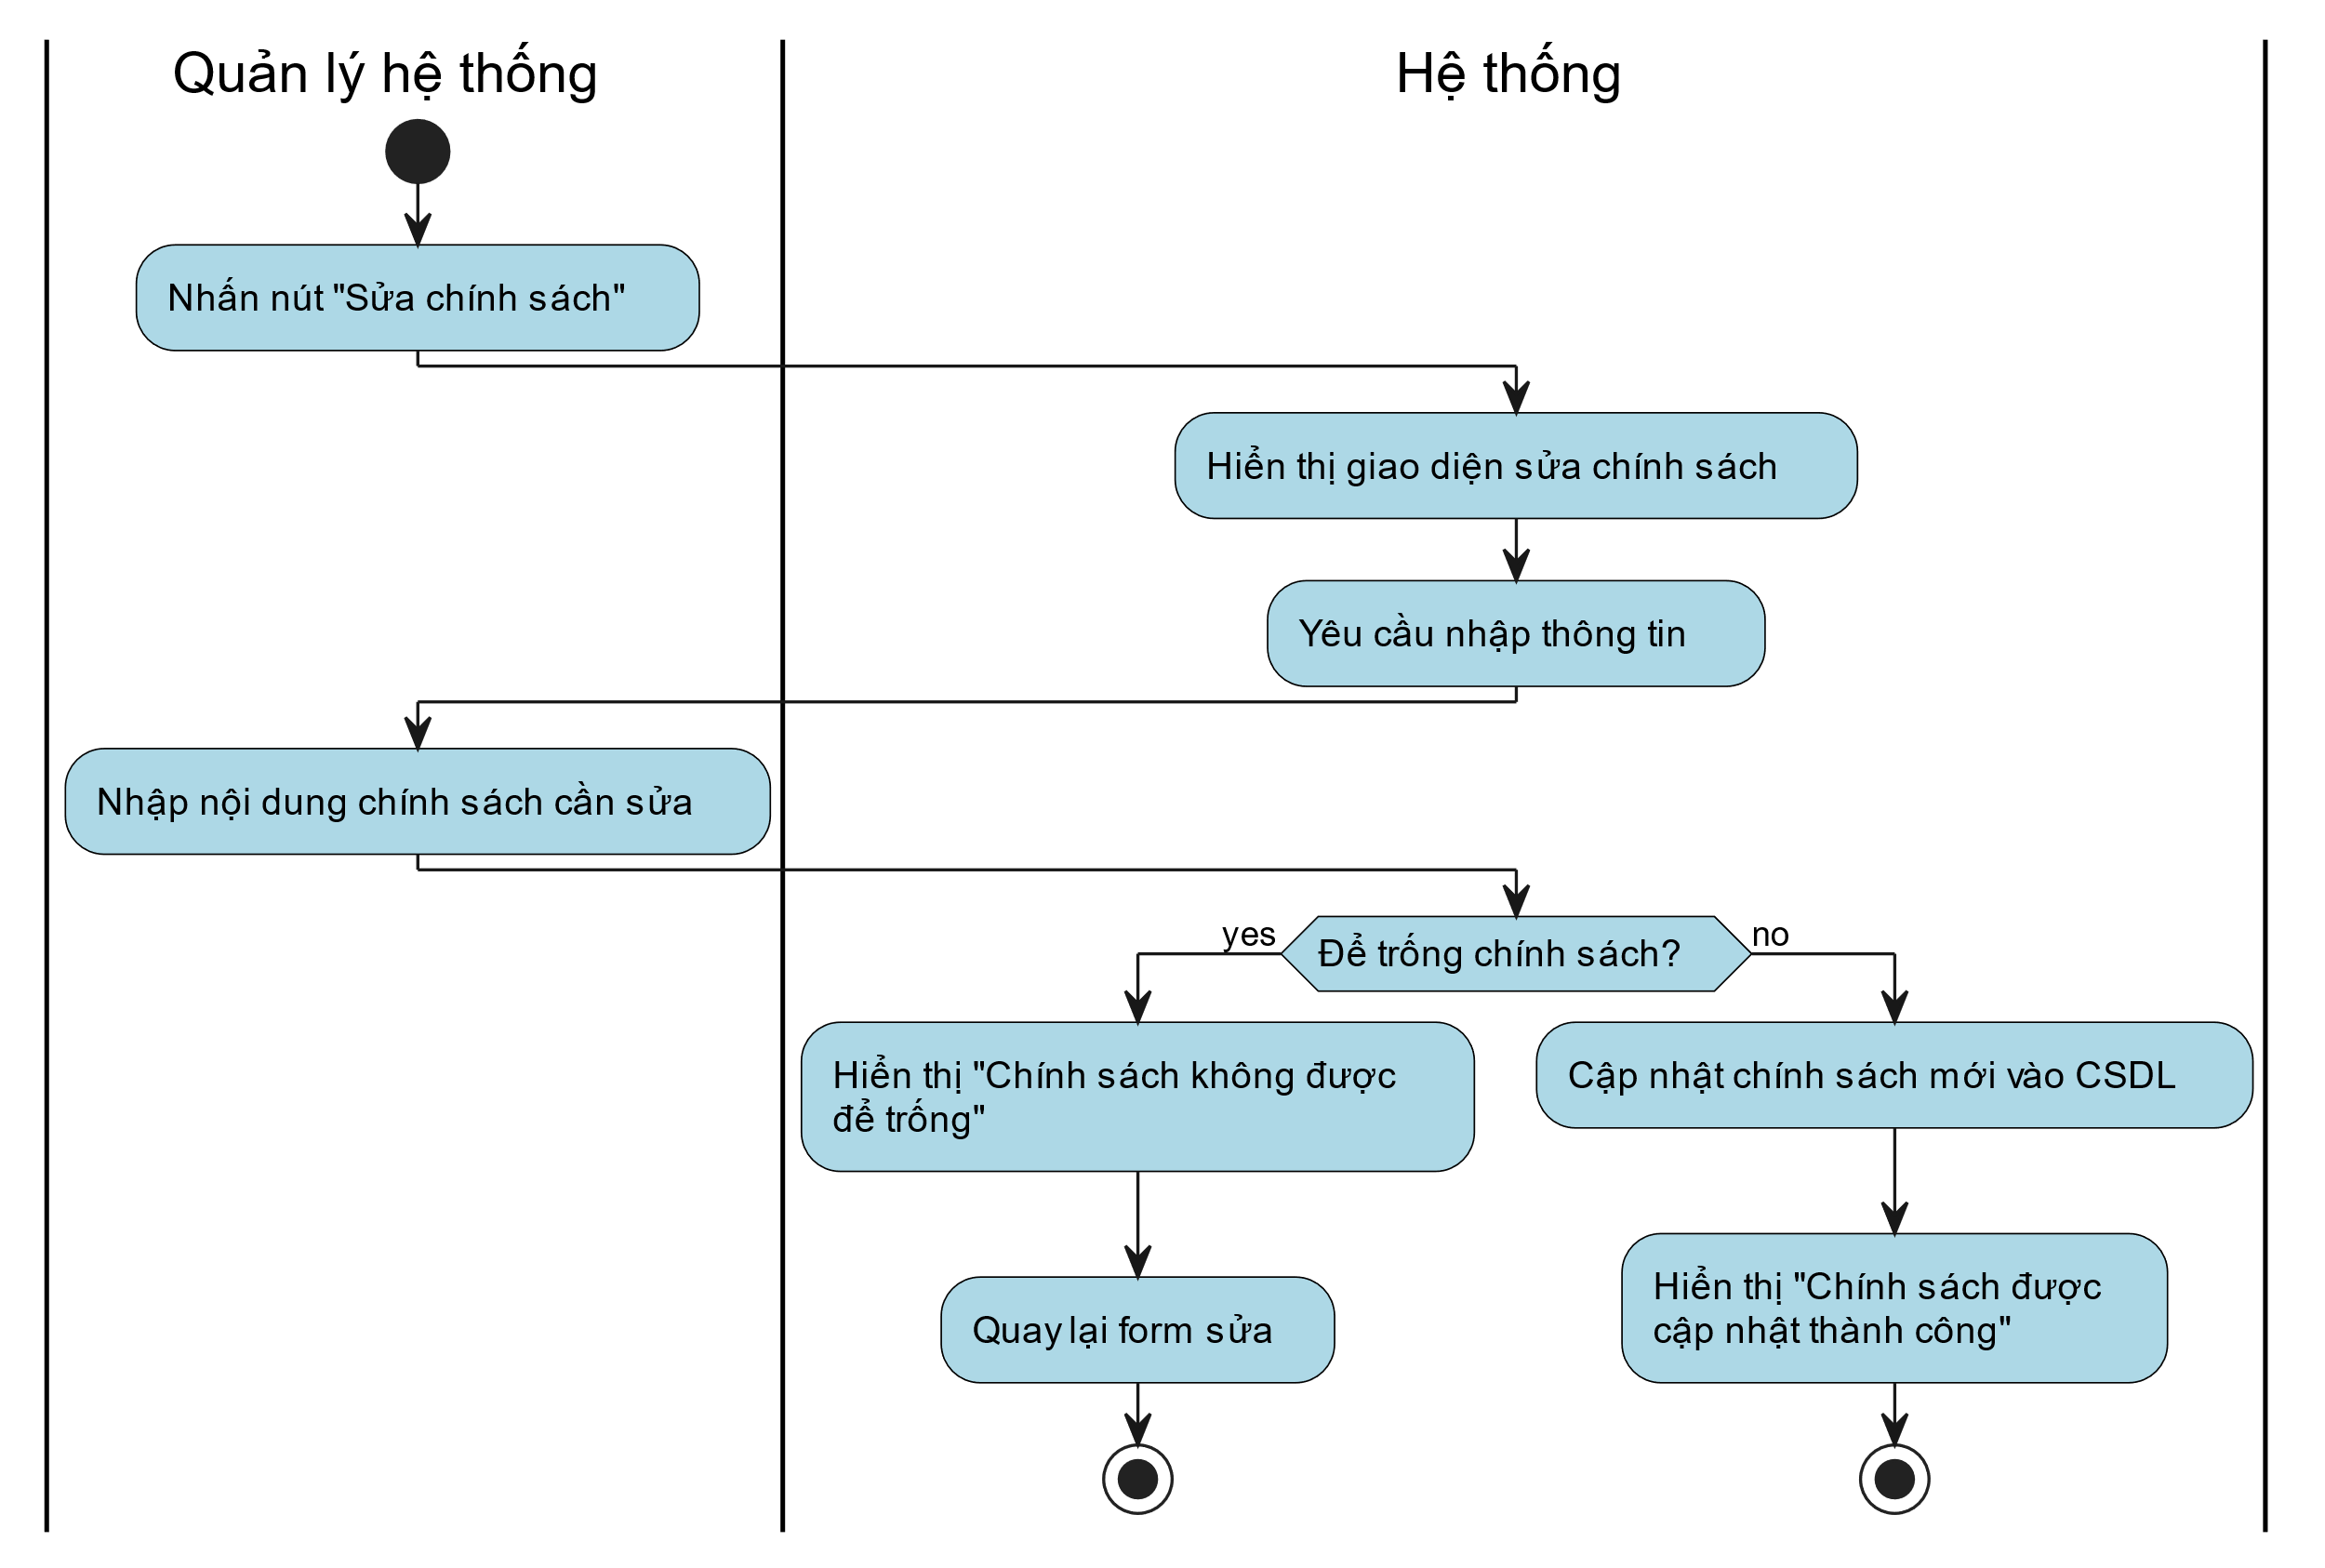 Quản lý hệ thống
Hệ thống
Nhấn nút "Sửa chính sách"
Hiển thị giao diện sửa chính sách
Yêu cầu nhập thông tin
Nhập nội dung chính sách cần sửa
yes
Để trống chính sách?
no
Hiển thị "Chính sách không được
để trống"
Cập nhật chính sách mới vào CSDL
Quay lại form sửa
Hiển thị "Chính sách được
cập nhật thành công"